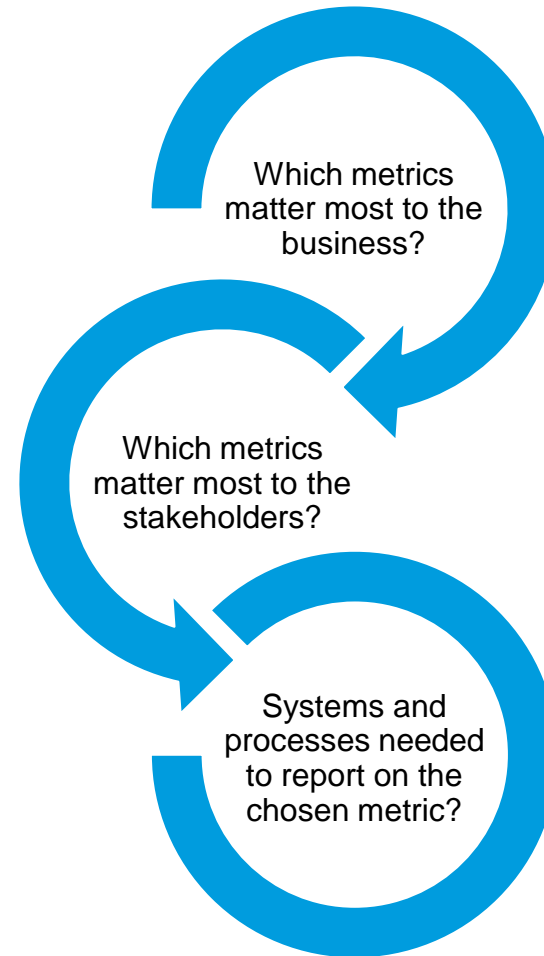 Which metrics
matter most to the
business?
Which metrics
matter most to the
stakeholders?
Systems and
processes needed
to report on the
chosen metric?